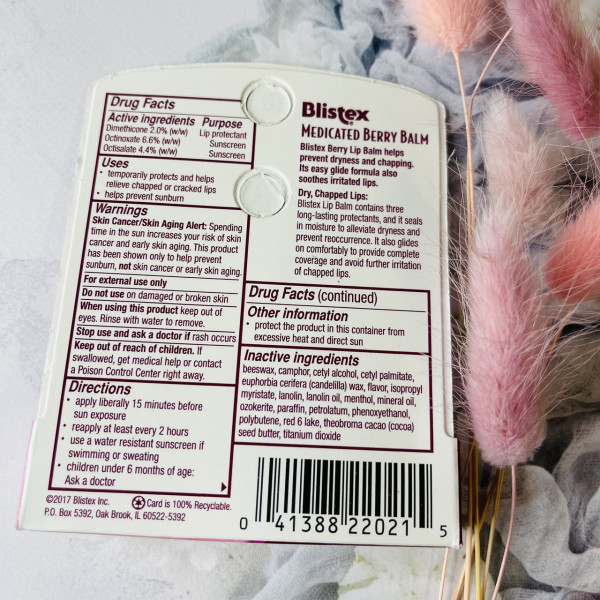 Drug Facts
Active ingredients Purpose
Dimethicone 2.0% (w/w) Lip protectant
Octinoxate 6.6% (w/w) Sunscreen
Octisalate 4.4% (w/w) Sunscreen
Uses
• temporarily protects and helps
relieve chapped or cracked lips
• helps prevent sunburn
Warnings
Skin Cancer/Skin Aging Alert: Spending
time in the sun increases your risk of skin
cancer and early skin aging. This product
has been shown only to help prevent
sunburn, not skin cancer or early skin aging.
For external use only
Do not use on damaged or broken skin
When using this product keep out of
eyes. Rinse with water to remove.
Stop use and ask a doctor if rash occurs
Keep out of reach of children. If
swallowed, get medical help or contact
a Poison Control Center right away.
Directions
• apply liberally 15 minutes before
sun exposure
• reapply at least every 2 hours
• use a water resistant sunscreen if
swimming or sweating
• children under 6 months of age:
Ask a doctor
©2017 Blistex Inc. Card is 100% Recyclable.
P.O. Box 5392, Oak Brook, IL 60522-5392
Blistex
MEDICATED BERRY BALM
Blistex Berry Lip Balm helps
prevent dryness and chapping.
Its easy glide formula also
soothes irritated lips.
Dry, Chapped Lips:
Blistex Lip Balm contains three
long-lasting protectants, and it seals
in moisture to alleviate dryness and
prevent reoccurrence. It also glides
on comfortably to provide complete
coverage and avoid further irritation
of chapped lips.
Drug Facts (continued)
Other information
• protect the product in this container from
excessive heat and direct sun
Inactive ingredients
beeswax, camphor, cetyl alcohol, cetyl palmitate,
euphorbia cerifera (candelilla) wax, flavor, isopropyl
myristate, lanolin, lanolin oil, menthol, mineral oil,
ozokerite, paraffin, petrolatum, phenoxyethanol,
polybutene, red 6 lake, theobroma cacao (cocoa)
seed butter, titanium dioxide
0 41388 22021 5